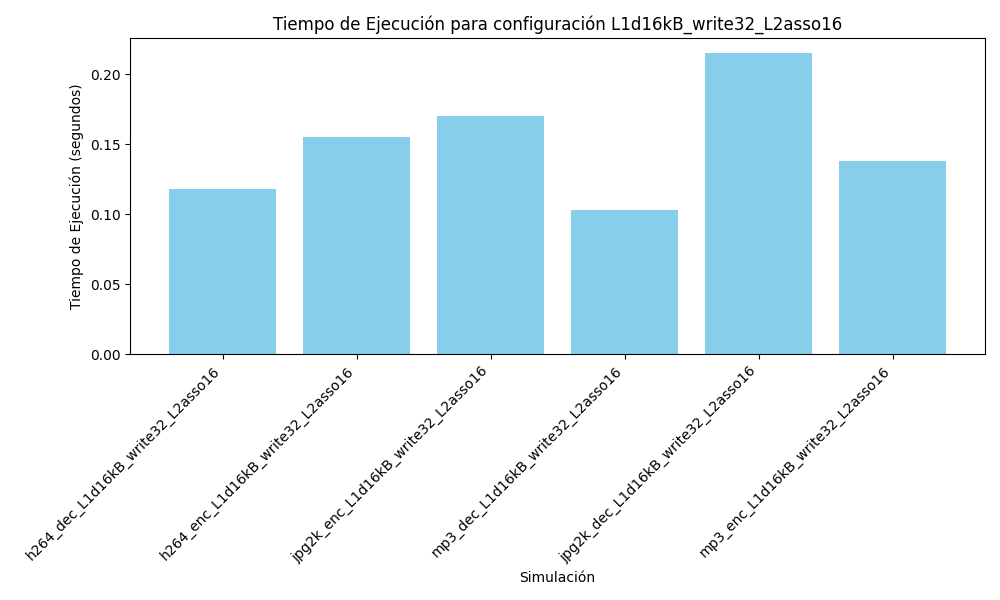 Tiempo de Ejecución para configuración L1d16kB_write32_L2asso16
Tiempo de Ejecución (segundos)
0.20
0.15
0.10
0.05
0.00
h264_dec_L1d16kB_write32_L2asso16
h264_enc_L1d16kB_write32_L2asso16
jpg2k_enc_L1d16kB_write32_L2asso16
mp3_dec_L1d16kB_write32_L2asso16
jpg2k_dec_L1d16kB_write32_L2asso16
mp3_enc_L1d16kB_write32_L2asso16
Simulación